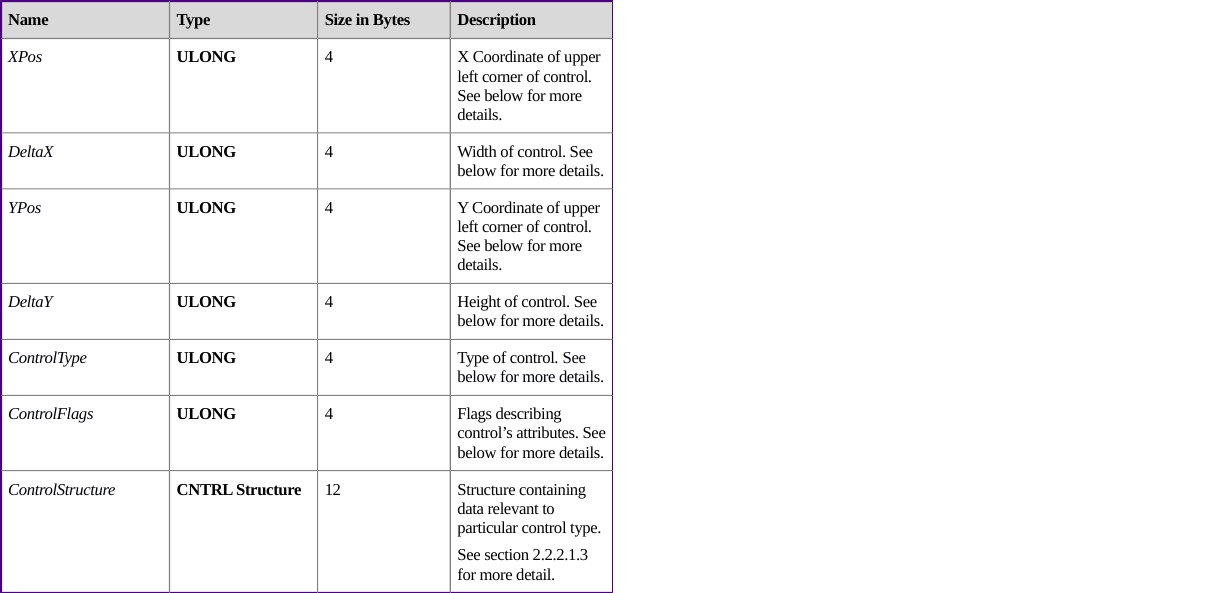 Name Type Size in Bytes Description
XPos ULONG 4 X Coordinate of upper
left corner of control.
See below for more
details.
DeltaX ULONG 4 Width of control. See
below for more details.
YPos ULONG 4 Y Coordinate of upper
left corner of control.
See below for more
details.
DeltaY ULONG 4 Height of control. See
below for more details.
ControlType ULONG 4 Type of control. See
below for more details.
ControlFlags ULONG 4 Flags describing
control’s attributes. See
below for more details.
ControlStructure CNTRL Structure 12 Structure containing
data relevant to
particular control type.
See section 2.2.2.1.3
for more detail.